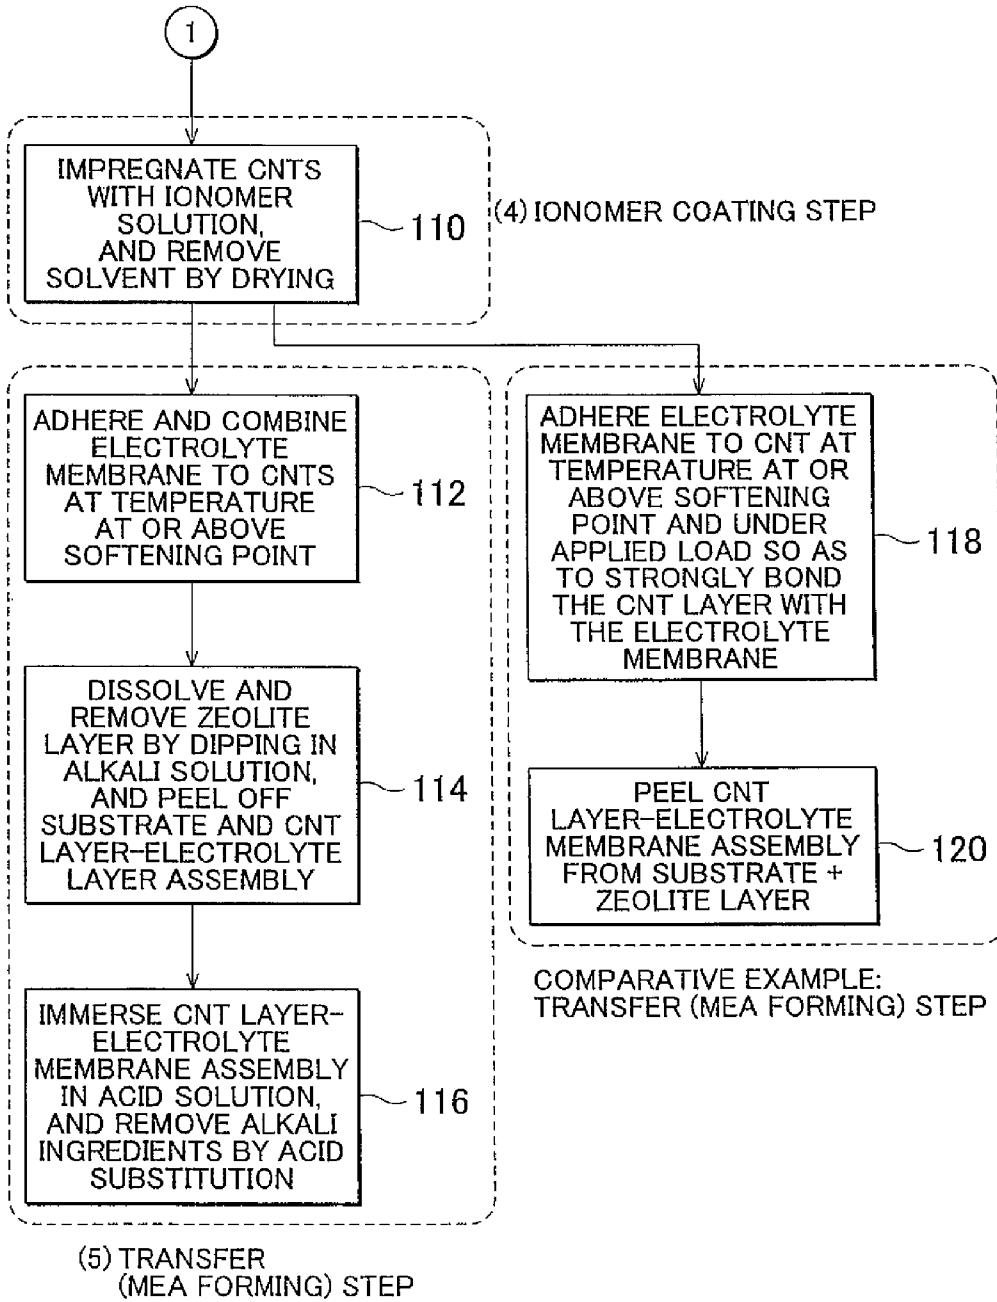 1
IMPREGNATE CNTS
WITH IONOMER
SOLUTION,
AND REMOVE
SOLVENT BY DRYING
110
(4) IONOMER COATING STEP
ADHERE AND COMBINE
ELECTROLYTE
MEMBRANE TO CNTS
AT TEMPERATURE
AT OR ABOVE
SOFTENING POINT
112
DISSOLVE AND
REMOVE ZEOLITE
LAYER BY DIPPING IN
ALKALI SOLUTION,
AND PEEL OFF
SUBSTRATE AND CNT
LAYER-ELECTROLYTE
LAYER ASSEMBLY
114
IMMERSE CNT LAYER-
ELECTROLYTE
MEMBRANE ASSEMBLY
IN ACID SOLUTION,
AND REMOVE ALKALI
INGREDIENTS BY ACID
SUBSTITUTION
116
(5) TRANSFER
(MEA FORMING) STEP
ADHERE ELECTROLYTE
MEMBRANE TO CNT AT
TEMPERATURE AT OR
ABOVE SOFTENING
POINT AND UNDER
APPLIED LOAD SO AS
TO STRONGLY BOND
THE CNT LAYER WITH
THE ELECTROLYTE
MEMBRANE
118
PEEL CNT
LAYER-ELECTROLYTE
MEMBRANE ASSEMBLY
FROM SUBSTRATE +
ZEOLITE LAYER
120
COMPARATIVE EXAMPLE:
TRANSFER (MEA FORMING) STEP